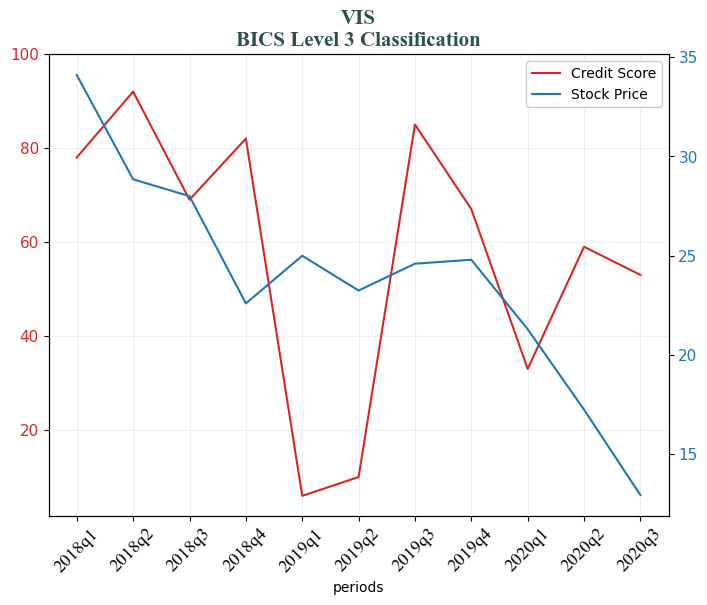 VIS
BICS Level 3 Classification
100
80
60
40
20
35
30
25
20
15
Credit Score
Stock Price
2018q1
2018q2
2018q3
2018q4
2019q1
2019q2
2019q3
2019q4
2020q1
2020q2
2020q3
periods